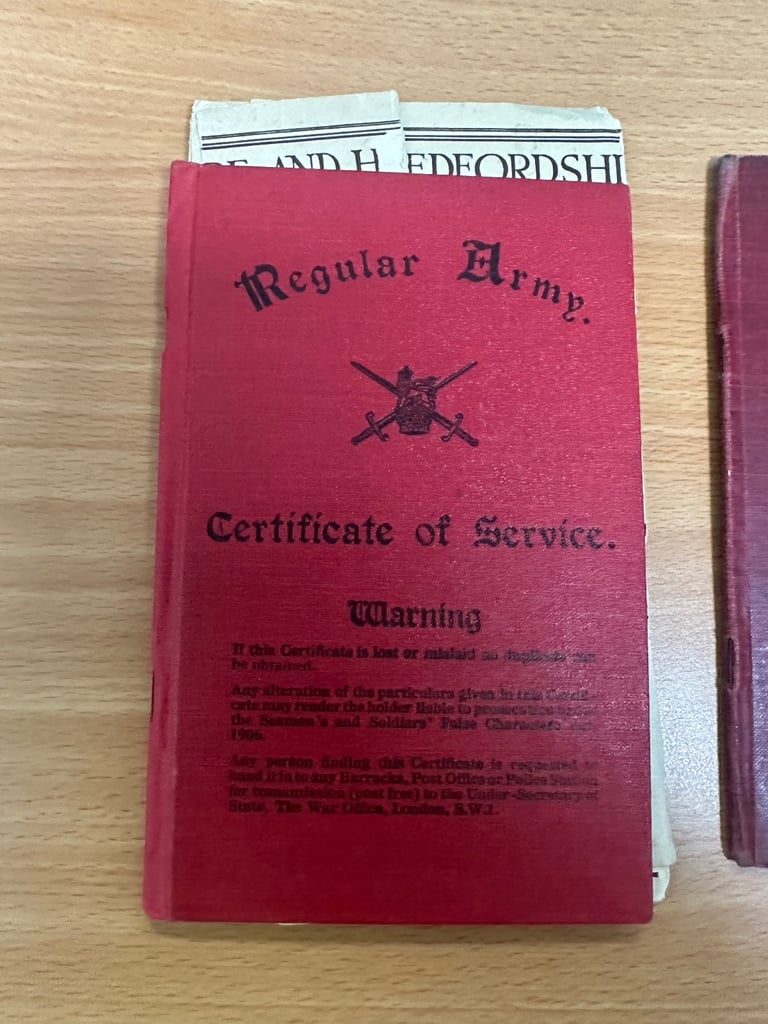 AND H EDFORDSHI
Regular Army.
Certificate of Service.
Warning
If this Certificate is lost or mislaid no duplicate can
be obtained.
Any alteration of the particulars given in this Certifi-
cate may render the holder liable to prosecution under
the Seamen's and Soldiers' False Characters Act,
1906.
Any person finding this Certificate is requested to
hand it in to any Barracks, Post Office or Police Station
for transmission (post free) to the Under-Secretary of
State, The War Office, London, S.W.1.